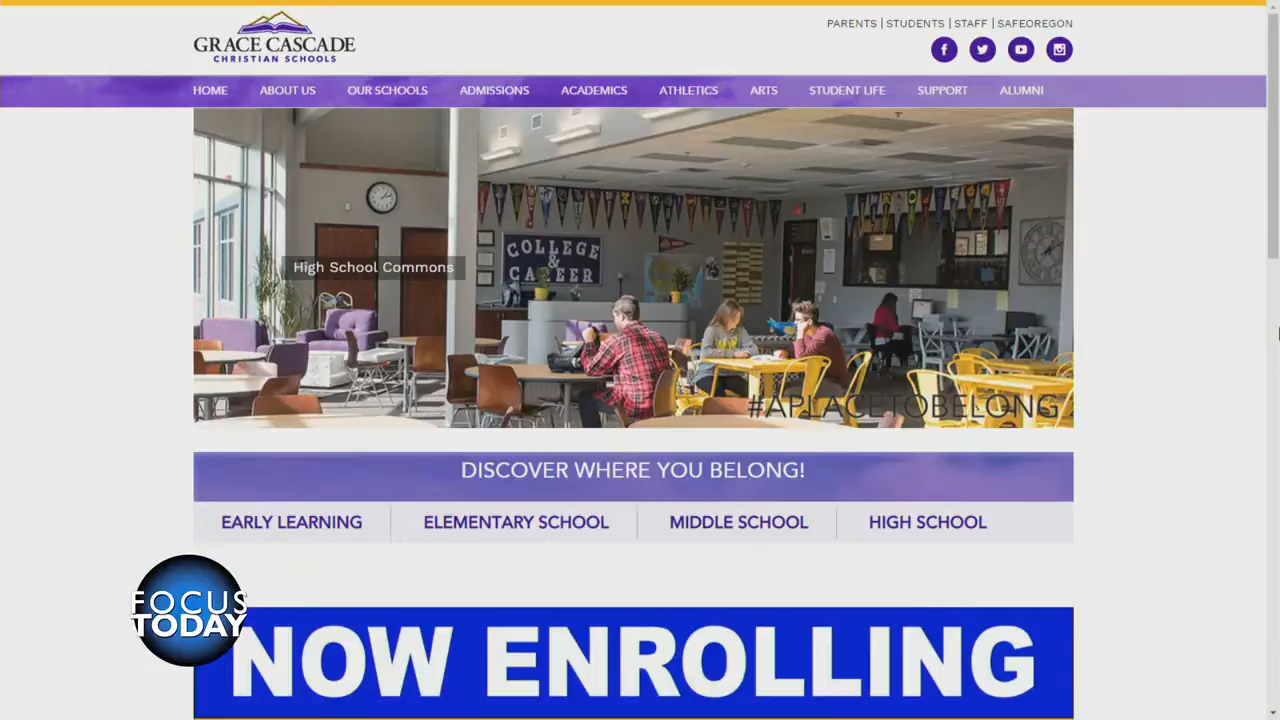 GRACE CASCADE
CHRISTIAN SCHOOLS
PARENTS | STUDENTS | STAFF | SAFEOREGON
HOME ABOUT US OUR SCHOOLS ADMISSIONS ACADEMICS ATHLETICS ARTS STUDENT LIFE SUPPORT ALUMNI
COLLEGE
&
CAREER
High School Commons
#APLACETOBELONG
DISCOVER WHERE YOU BELONG!
EARLY LEARNING ELEMENTARY SCHOOL MIDDLE SCHOOL HIGH SCHOOL
FOCUS
TODAY
NOW ENROLLING